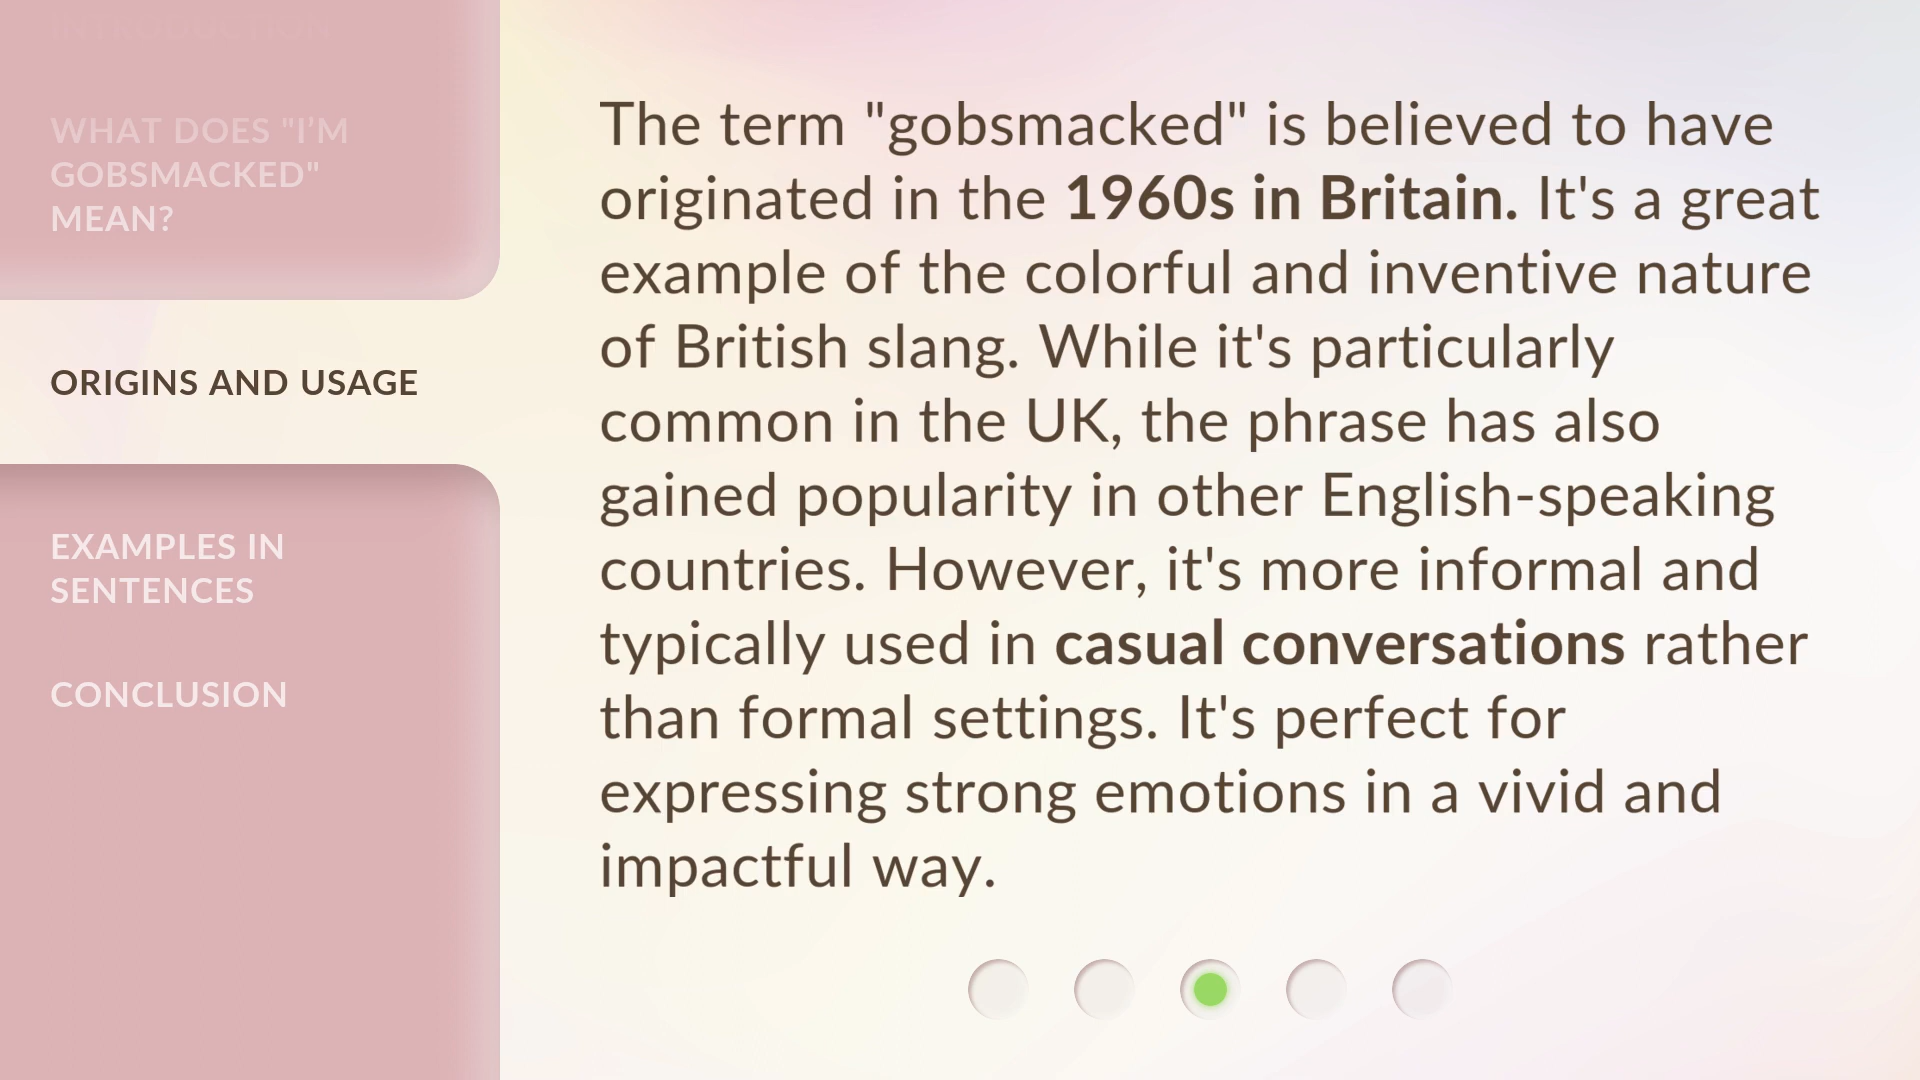 INTRODUCTION
WHAT DOES "I’M
GOBSMACKED"
MEAN?
ORIGINS AND USAGE
EXAMPLES IN
SENTENCES
CONCLUSION
The term "gobsmacked" is believed to have
originated in the 1960s in Britain. It's a great
example of the colorful and inventive nature
of British slang. While it's particularly
common in the UK, the phrase has also
gained popularity in other English-speaking
countries. However, it's more informal and
typically used in casual conversations rather
than formal settings. It's perfect for
expressing strong emotions in a vivid and
impactful way.